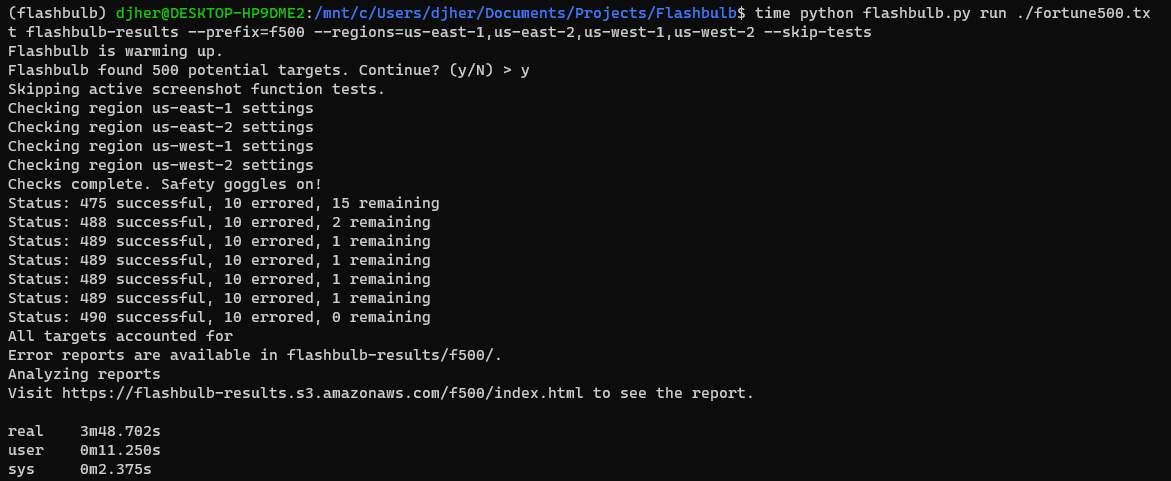 (flashbulb) djher@DESKTOP-HP9DME2:/mnt/c/Users/djher/Documents/Projects/Flashbulb$ time python flashbulb.py run ./fortune500.tx
t flashbulb-results --prefix=f500 --regions=us-east-1,us-east-2,us-west-1,us-west-2 --skip-tests
Flashbulb is warming up.
Flashbulb found 500 potential targets. Continue? (y/N) > y
Skipping active screenshot function tests.
Checking region us-east-1 settings
Checking region us-east-2 settings
Checking region us-west-1 settings
Checking region us-west-2 settings
Checks complete. Safety goggles on!
Status: 475 successful, 10 errored, 15 remaining
Status: 488 successful, 10 errored, 2 remaining
Status: 489 successful, 10 errored, 1 remaining
Status: 489 successful, 10 errored, 1 remaining
Status: 489 successful, 10 errored, 1 remaining
Status: 489 successful, 10 errored, 1 remaining
Status: 490 successful, 10 errored, 0 remaining
All targets accounted for
Error reports are available in flashbulb-results/f500/.
Analyzing reports
Visit https://flashbulb-results.s3.amazonaws.com/f500/index.html to see the report.
real    3m48.702s
user    0m11.250s
sys     0m2.375s